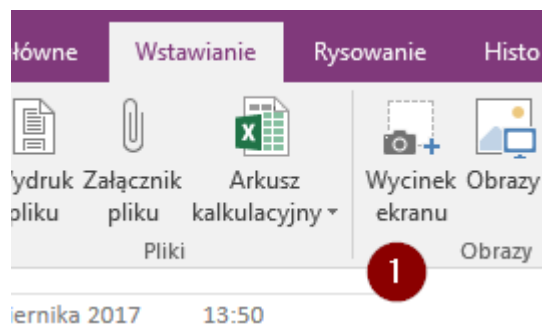 łówne Wstawianie Rysowanie Histo
ydruk Załącznik Arkusz Wycinek Obrazy
pliku pliku kalkulacyjny ekranu
Pliki Obrazy
1
iernika 2017 13:50